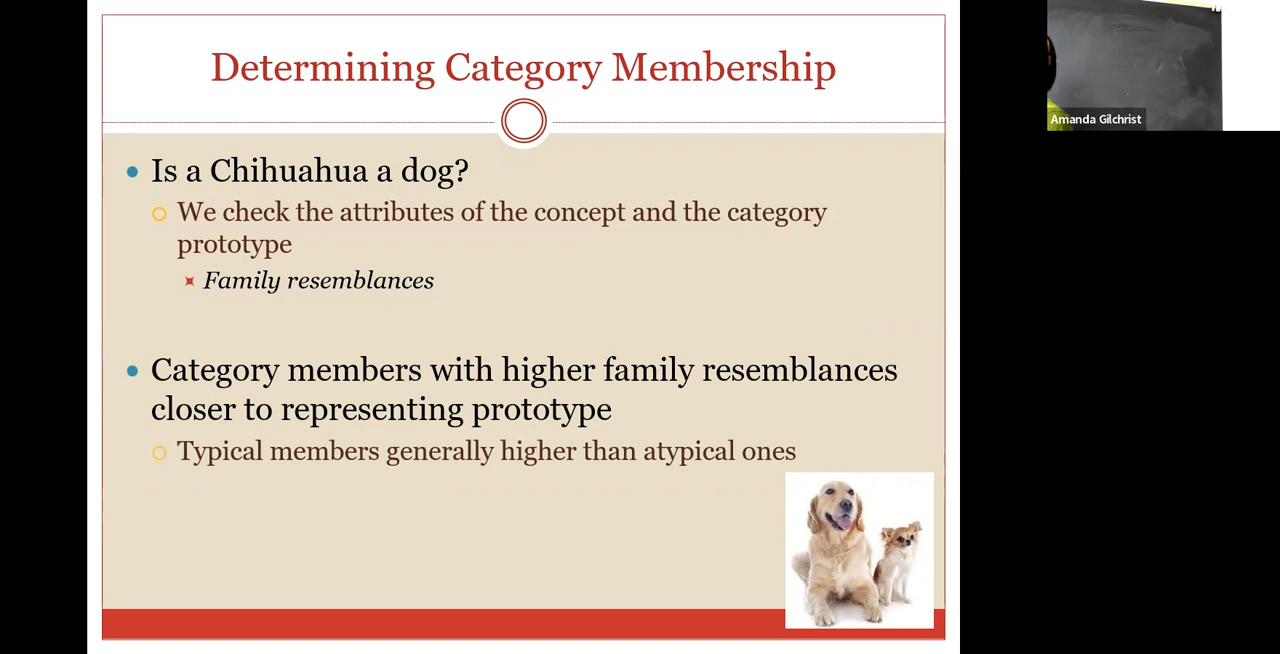 Determining Category Membership
Is a Chihuahua a dog?
We check the attributes of the concept and the category
prototype
Family resemblances
Category members with higher family resemblances
closer to representing prototype
Typical members generally higher than atypical ones
Amanda Gilchrist